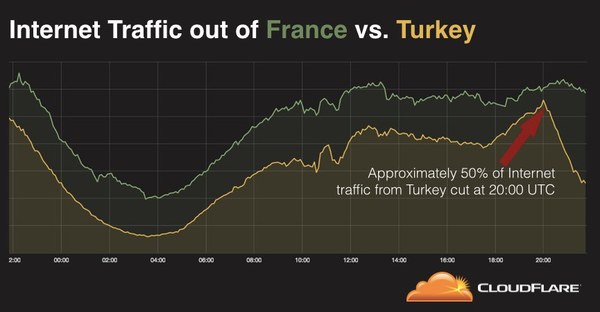 Internet Traffic out of France vs. Turkey
Approximately 50% of Internet
traffic from Turkey cut at 20:00 UTC
2:00 00:00 02:00 04:00 06:00 08:00 10:00 12:00 14:00 16:00 18:00 20:00
CLOUDFLARE